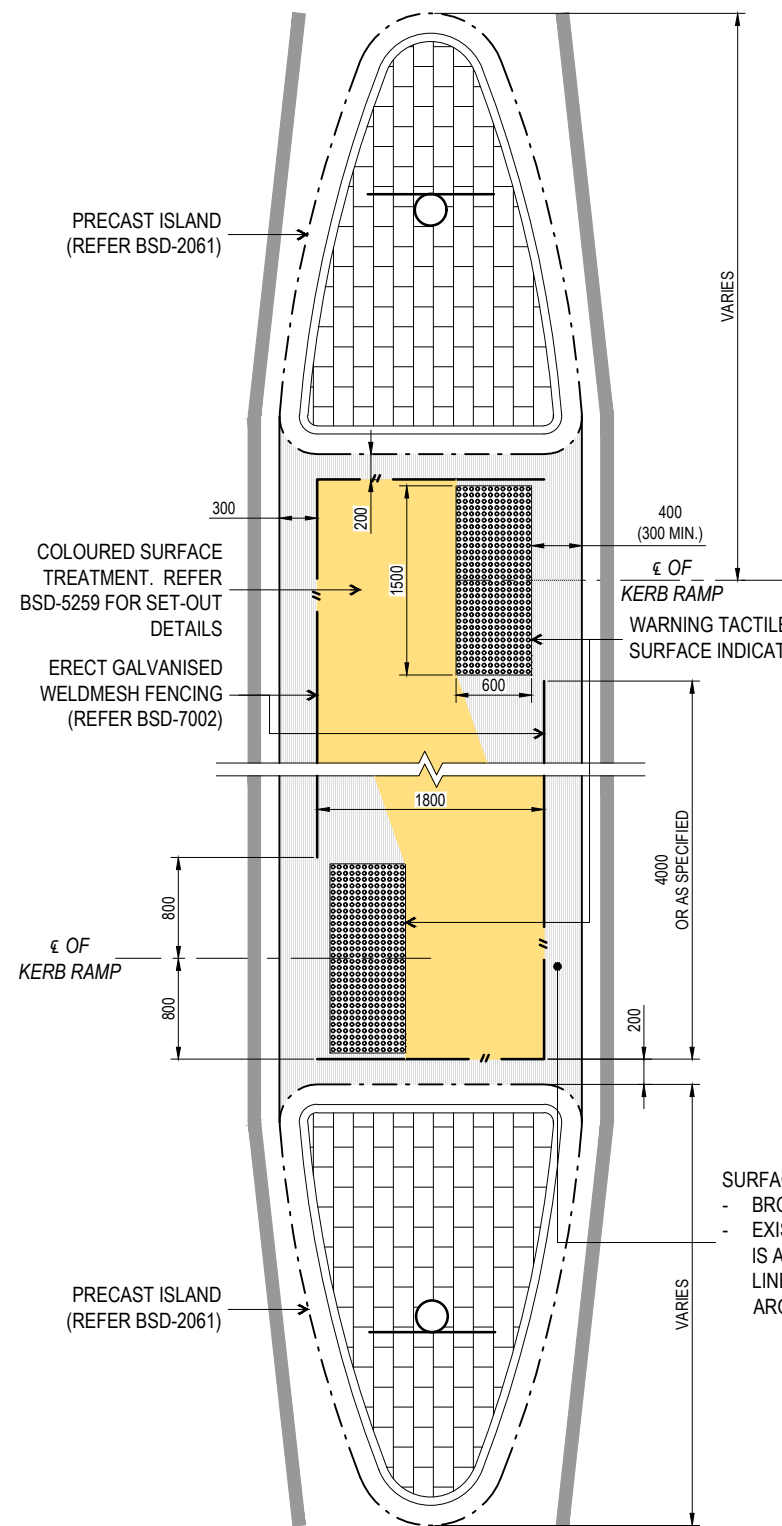 PRECAST ISLAND
(REFER BSD-2061)
VARIES
300
200
400
(300 MIN.)
COLOURED SURFACE
TREATMENT. REFER
BSD-5259 FOR SET-OUT
DETAILS
1500
℄ OF
KERB RAMP
WARNING TACTILE
SURFACE INDICAT
ERECT GALVANISED
WELDMESH FENCING
(REFER BSD-7002)
600
1800
4000
OR AS SPECIFIED
800
℄ OF
KERB RAMP
800
200
SURFAC
- BRO
- EXIS
IS A
LINE
ARO
PRECAST ISLAND
(REFER BSD-2061)
VARIES